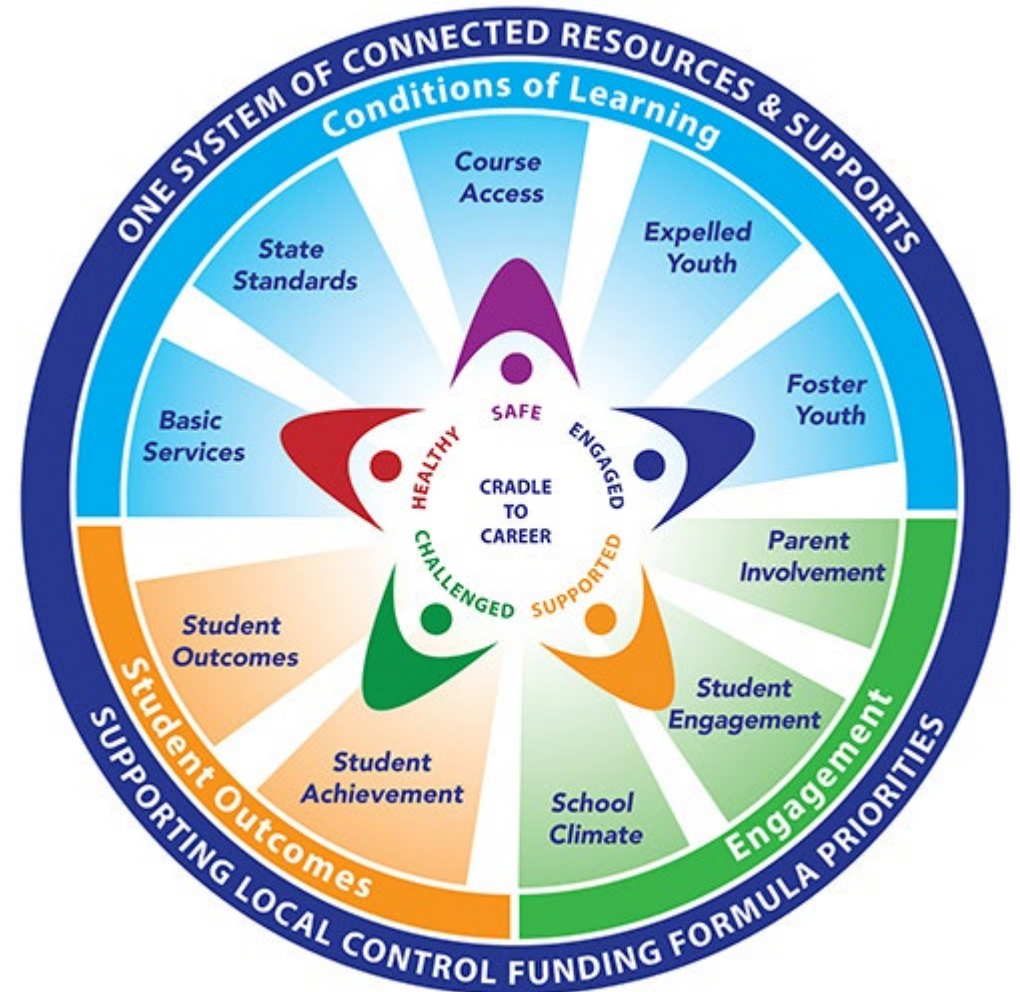 ONE SYSTEM OF CONNECTED RESOURCES & SUPPORTS
Conditions of Learning
Course
Access
State
Standards
Expelled
Youth
Basic
Services
Foster
Youth
SAFE
HEALTHY
ENGAGED
CRADLE
TO
CAREER
CHALLENGED
SUPPORTED
Parent
Involvement
Student
Outcomes
Student
Engagement
Student
Achievement
School
Climate
Student Outcomes
Engagement
SUPPORTING LOCAL CONTROL FUNDING FORMULA PRIORITIES